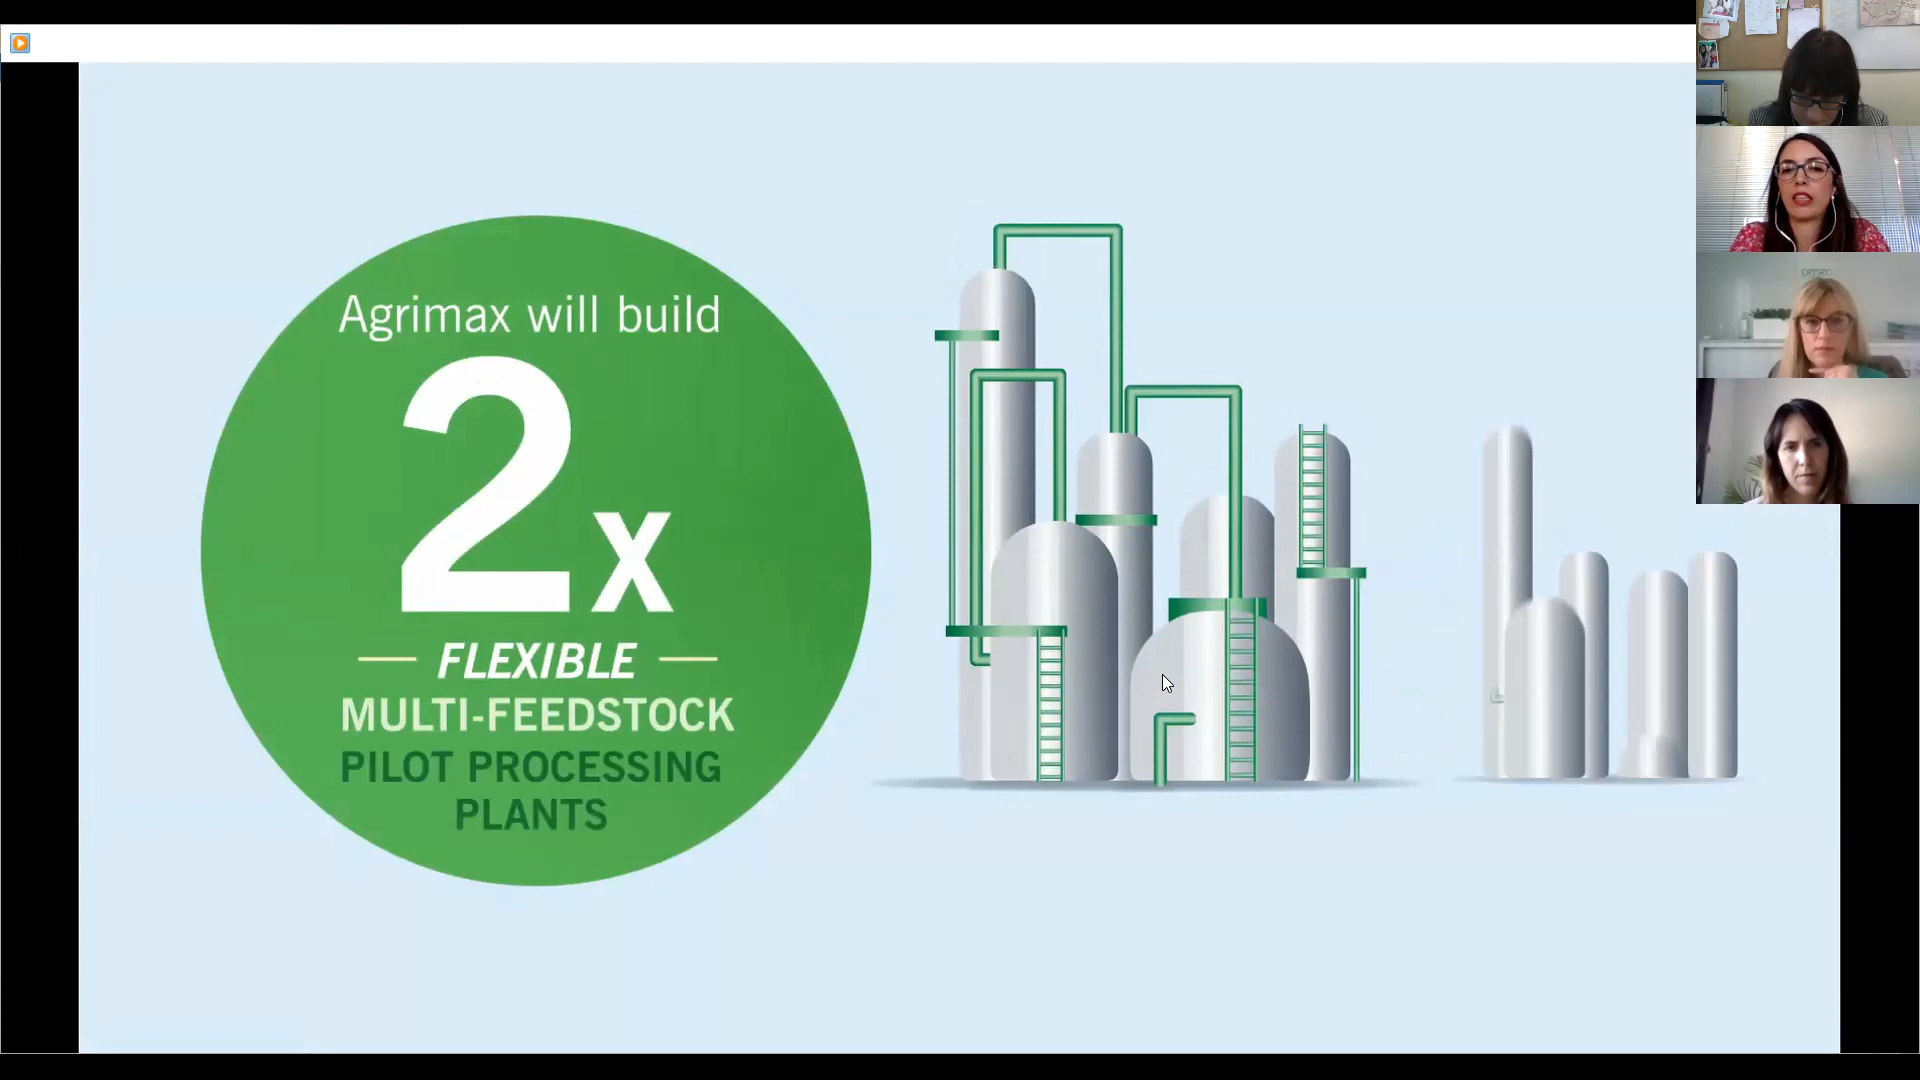 Agrimax will build
2x
FLEXIBLE
MULTI-FEEDSTOCK
PILOT PROCESSING
PLANTS